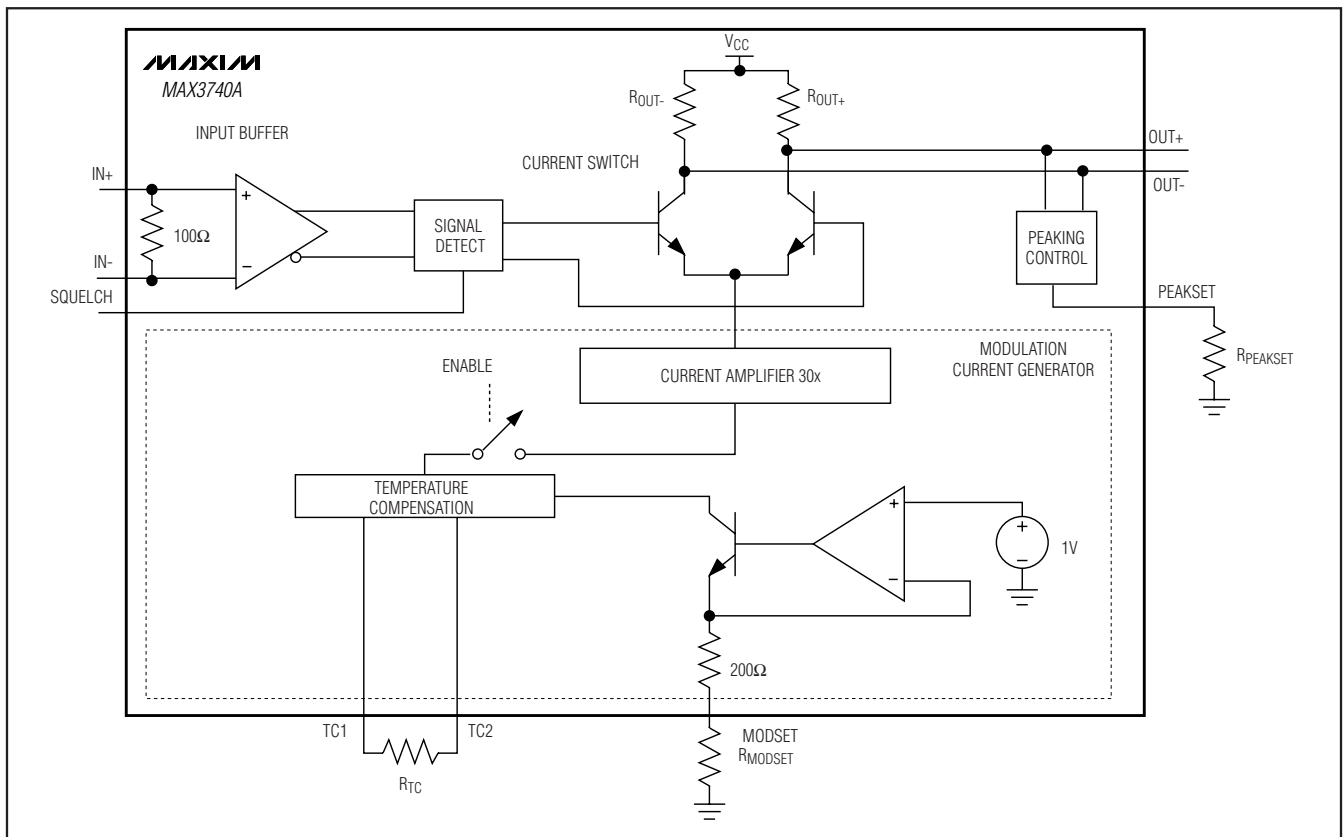 VCC
MAXIM
MAX3740A
ROUT-
ROUT+
INPUT BUFFER
OUT+
CURRENT SWITCH
IN+
OUT-
+
SIGNAL
DETECT
100Ω
PEAKING
CONTROL
IN-
−
SQUELCH
PEAKSET
MODULATION
CURRENT GENERATOR
RPEAKSET
ENABLE
CURRENT AMPLIFIER 30x
TEMPERATURE
COMPENSATION
+
+
1V
−
−
200Ω
TC1
TC2
MODSET
RMODSET
RTC